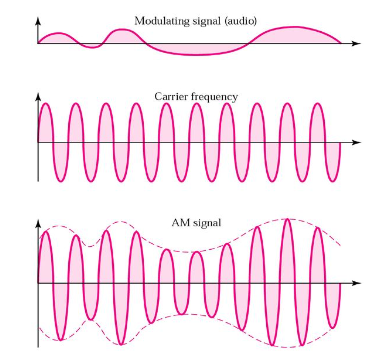 Modulating signal (audio)
Carrier frequency
AM signal